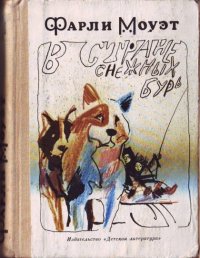 Фарли Моуэт
В СТРАНЕ
СНЕЖНЫХ
БУРЬ
Издательство «Детская литература»